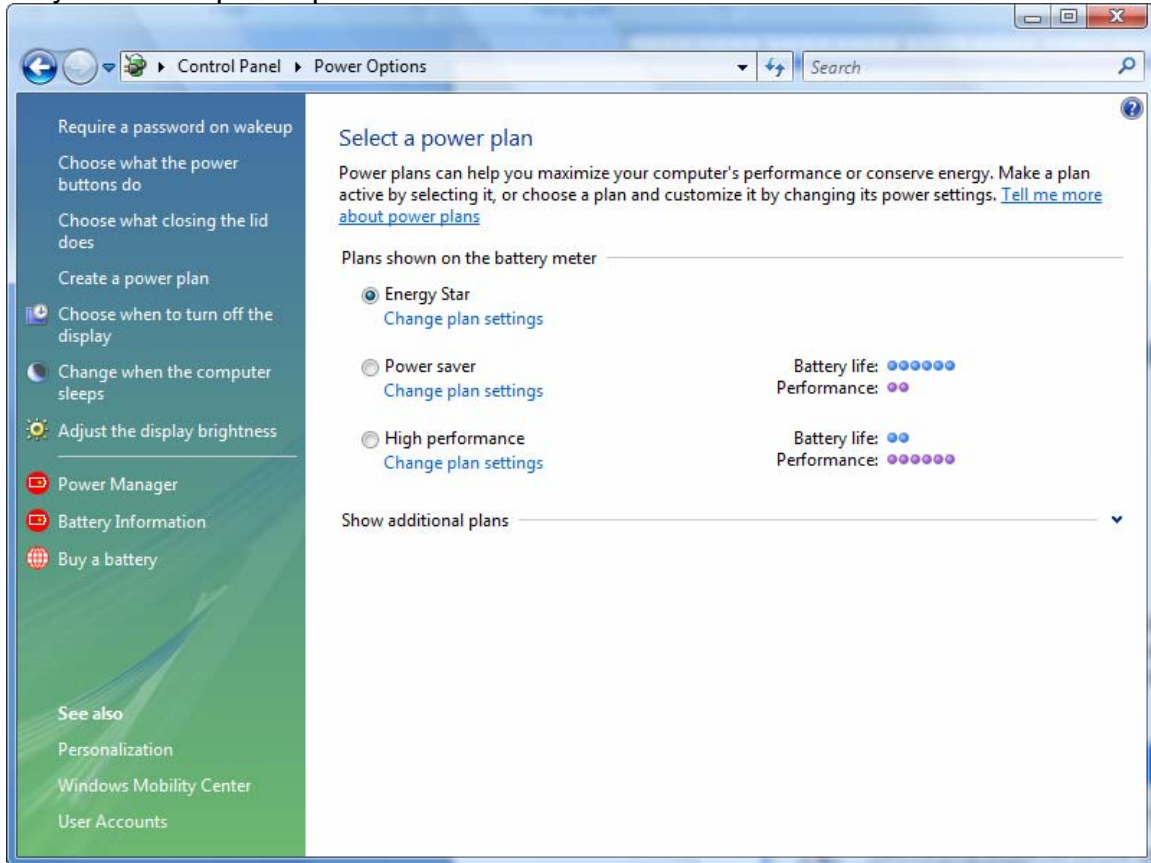 Control Panel ▸ Power Options
Search
Require a password on wakeup
Choose what the power
buttons do
Choose what closing the lid
does
Create a power plan
Choose when to turn off the
display
Change when the computer
sleeps
Adjust the display brightness
Power Manager
Battery Information
Buy a battery
See also
Personalization
Windows Mobility Center
User Accounts
Select a power plan
Power plans can help you maximize your computer's performance or conserve energy. Make a plan
active by selecting it, or choose a plan and customize it by changing its power settings. Tell me more
about power plans
Plans shown on the battery meter
Energy Star
Change plan settings
Power saver Battery life:
Change plan settings Performance:
High performance Battery life:
Change plan settings Performance:
Show additional plans